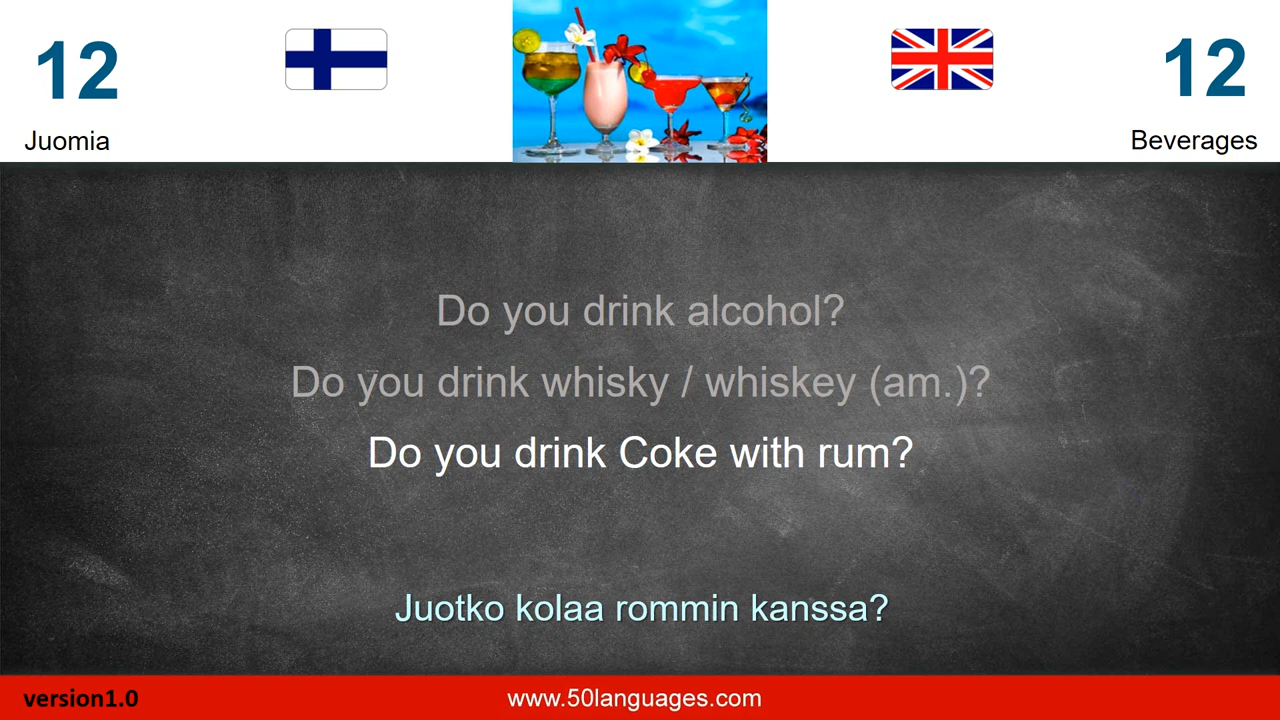 12
12
Juomia
Beverages
Do you drink alcohol?
Do you drink whisky / whiskey (am.)?
Do you drink Coke with rum?
Juotko kolaa rommin kanssa?
version1.0
www.50languages.com